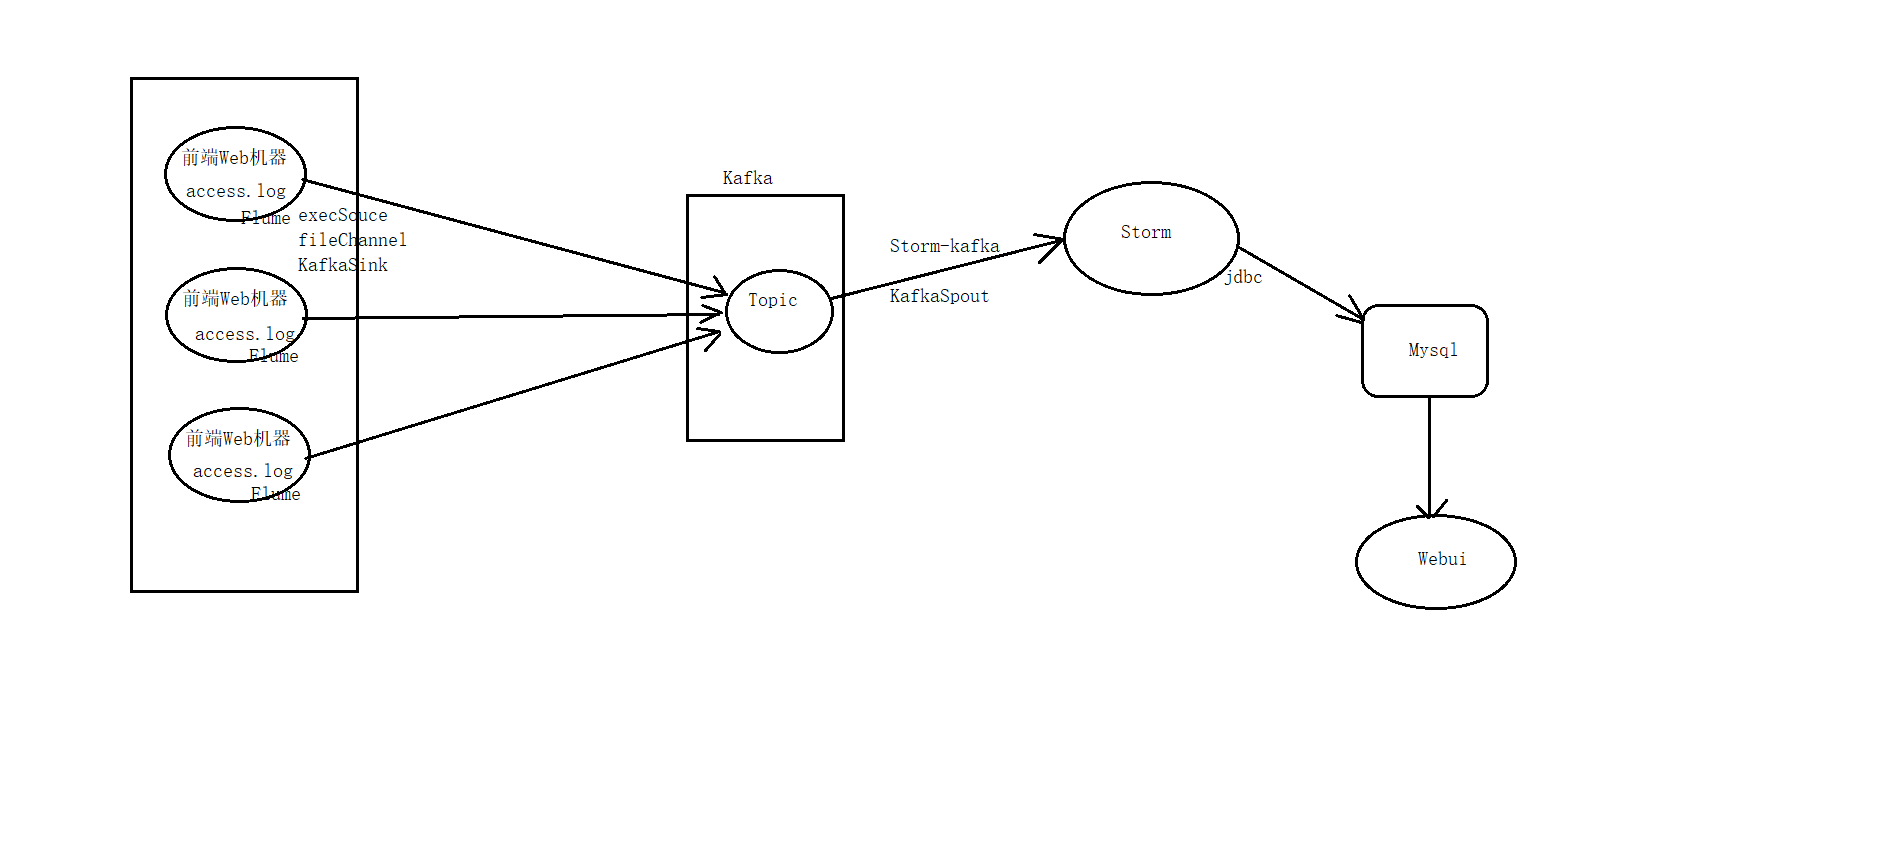 前端Web机器
access.log
Flume
execSouce
fileChannel
KafkaSink
前端Web机器
access.log
Flume
前端Web机器
access.log
Flume
Kafka
Topic
Storm-kafka
KafkaSpout
Storm
jdbc
Mysql
Webui